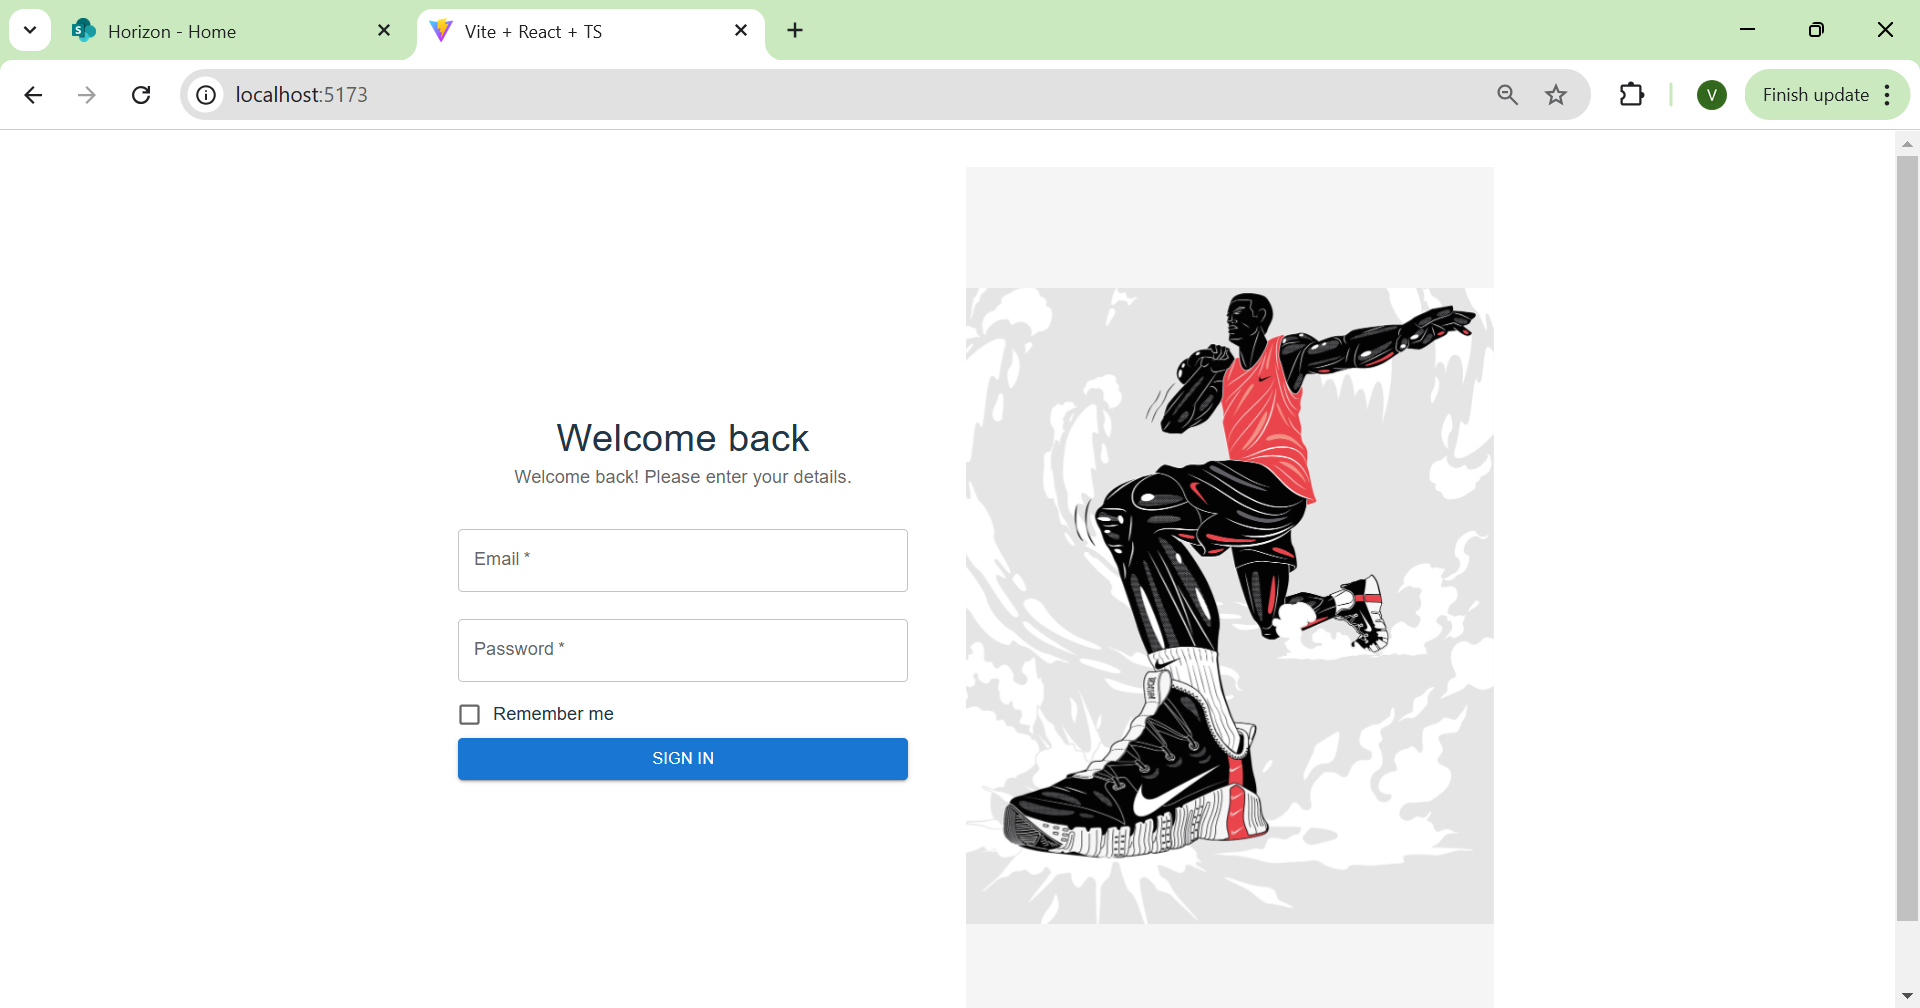 Horizon - Home
Vite + React + TS
localhost:5173
V
Finish update
Welcome back
Welcome back! Please enter your details.
Email *
Password *
Remember me
SIGN IN